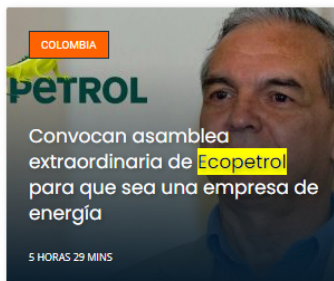 COLOMBIA
PETROL
Convocan asamblea
extraordinaria de Ecopetrol
para que sea una empresa de
energía
5 HORAS 29 MINS